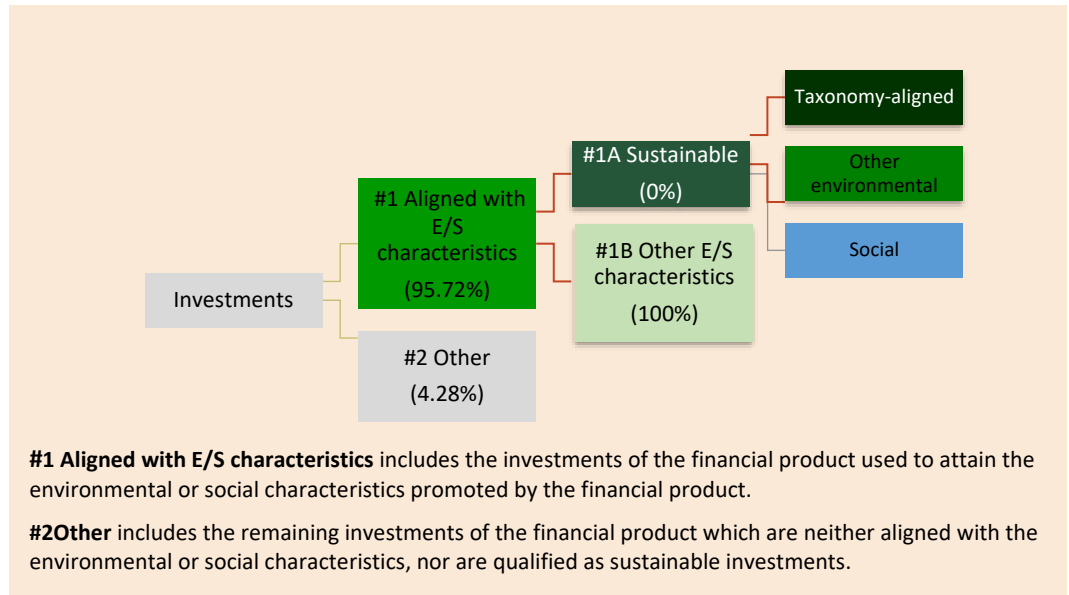 Taxonomy-aligned
#1A Sustainable
(0%)
Other
environmental
#1 Aligned with
E/S
characteristics
(95.72%)
#1B Other E/S
characteristics
(100%)
Social
Investments
#2 Other
(4.28%)
#1 Aligned with E/S characteristics includes the investments of the financial product used to attain the
environmental or social characteristics promoted by the financial product.
#2Other includes the remaining investments of the financial product which are neither aligned with the
environmental or social characteristics, nor are qualified as sustainable investments.